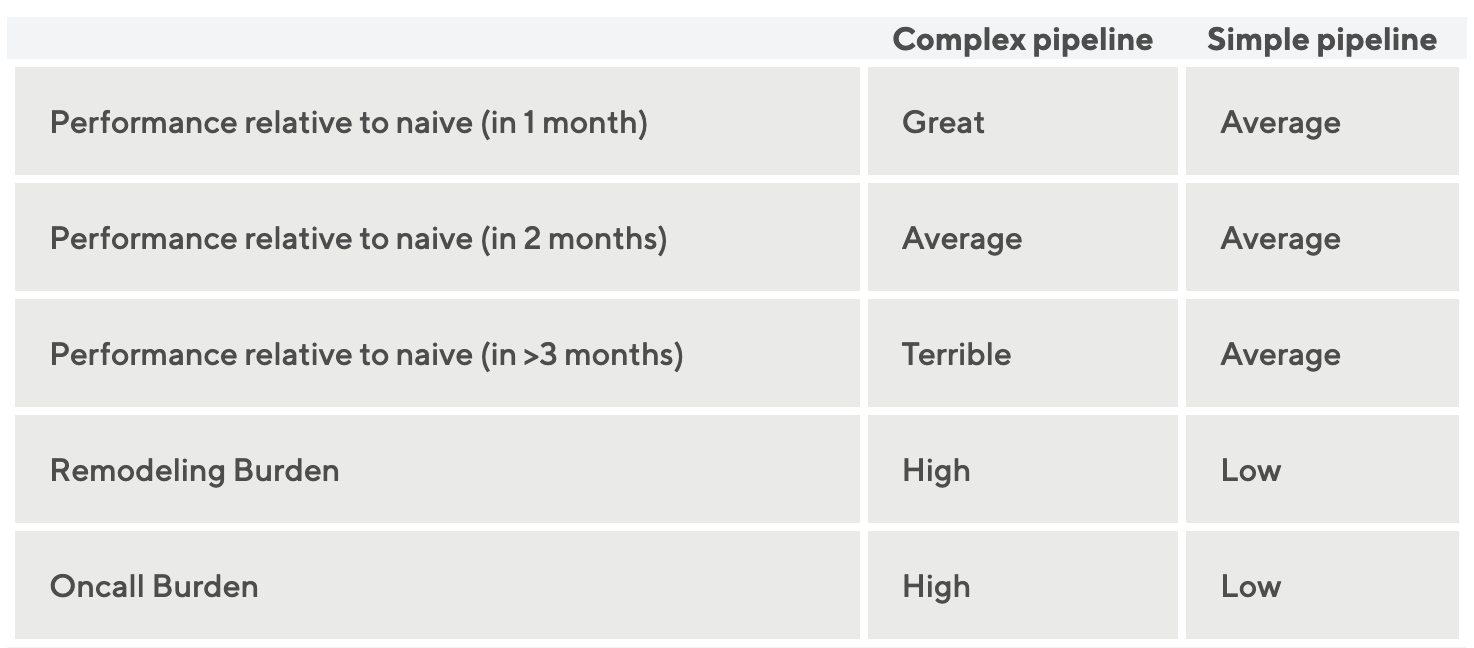 Complex pipeline Simple pipeline
Performance relative to naive (in 1 month) Great Average
Performance relative to naive (in 2 months) Average Average
Performance relative to naive (in >3 months) Terrible Average
Remodeling Burden High Low
Oncall Burden High Low